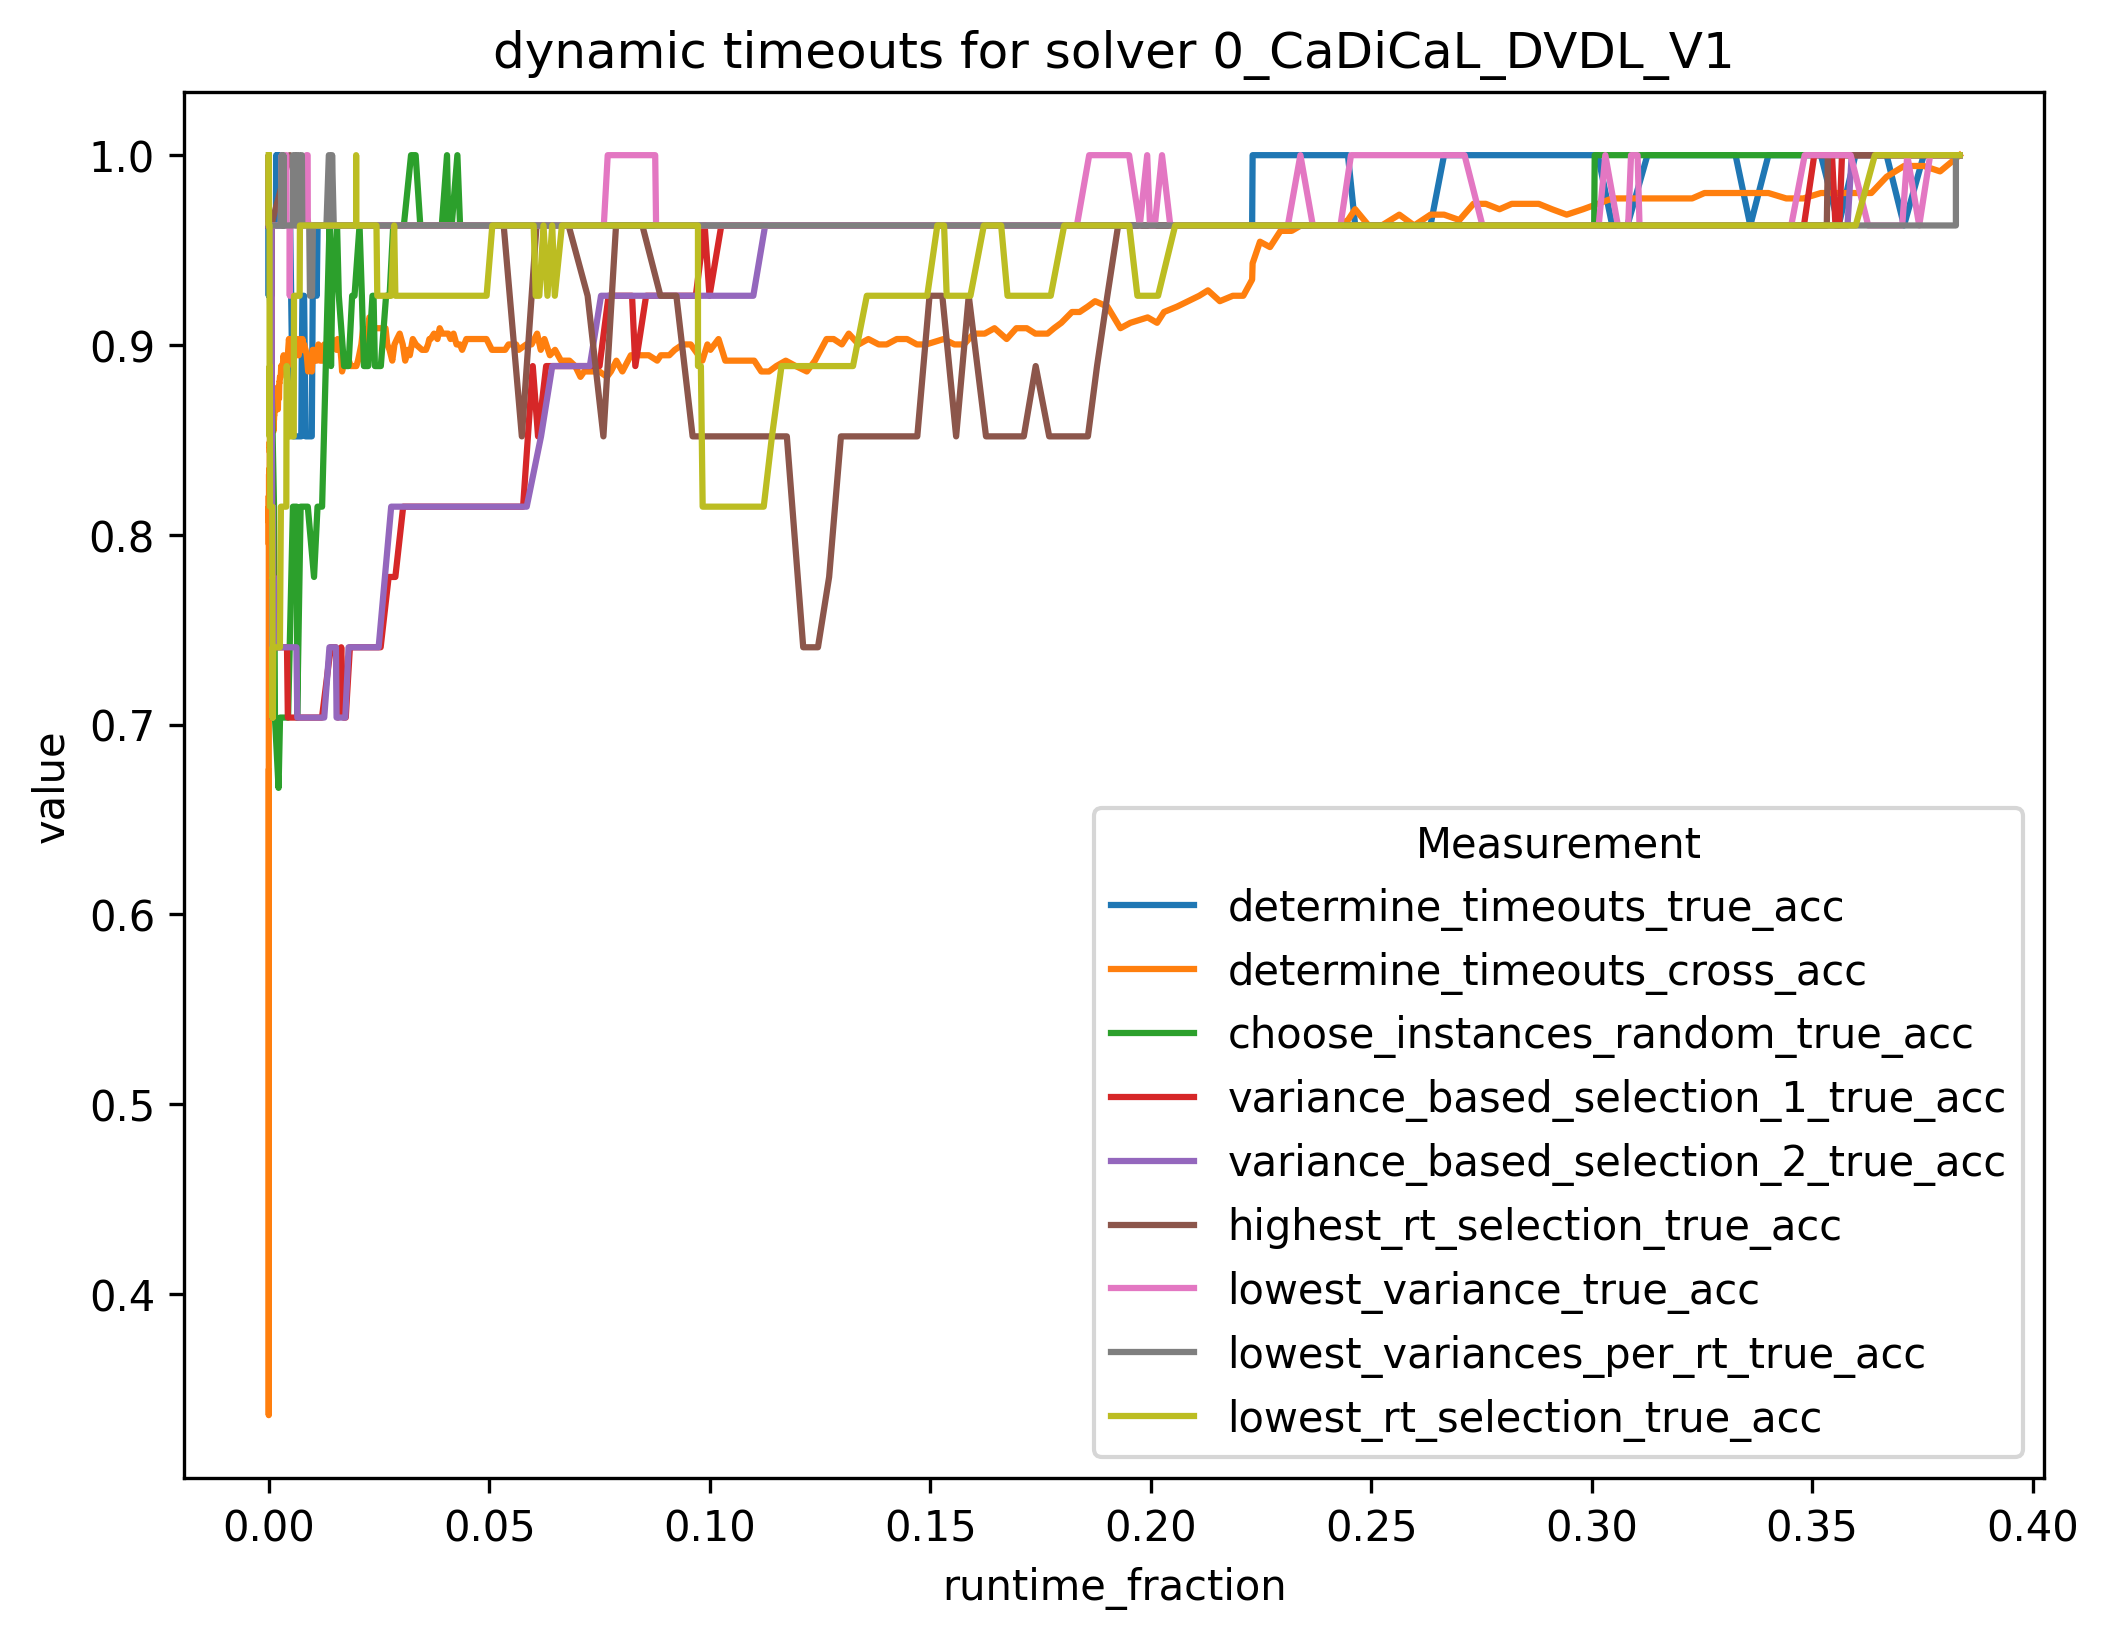 dynamic timeouts for solver 0_CaDiCaL_DVDL_V1
value
1.0
0.9
0.8
0.7
0.6
0.5
0.4
Measurement
determine_timeouts_true_acc
determine_timeouts_cross_acc
choose_instances_random_true_acc
variance_based_selection_1_true_acc
variance_based_selection_2_true_acc
highest_rt_selection_true_acc
lowest_variance_true_acc
lowest_variances_per_rt_true_acc
lowest_rt_selection_true_acc
0.00 0.05 0.10 0.15 0.20 0.25 0.30 0.35 0.40
runtime_fraction